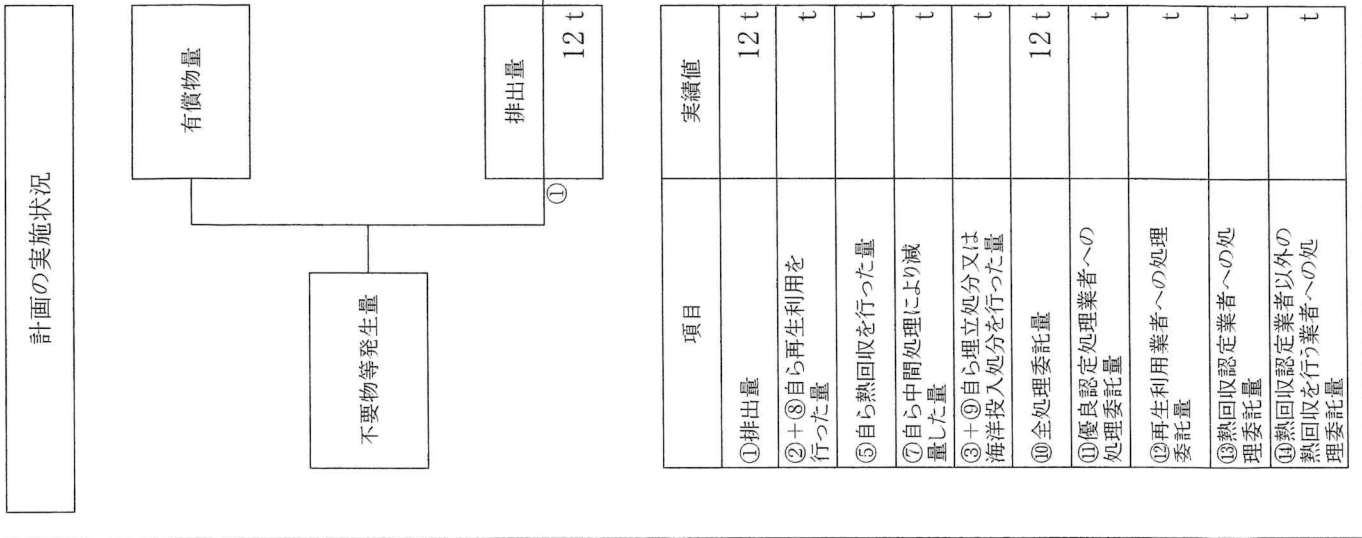 計画の実施状況
有償物量
不要物等発生量
排出量
①
12 t
項目
実績値
①排出量
12 t
②＋⑧自ら再生利用を
行った量
t
⑤自ら熱回収を行った量
t
⑦自ら中間処理により減
量した量
t
③＋⑨自ら埋立処分又は
海洋投入処分を行った量
t
⑩全処理委託量
12 t
⑪優良認定処理業者への
処理委託量
t
⑫再生利用業者への処理
委託量
t
⑬熱回収認定業者への処
理委託量
t
⑭熱回収認定業者以外の
熱回収を行う業者への処
理委託量
t